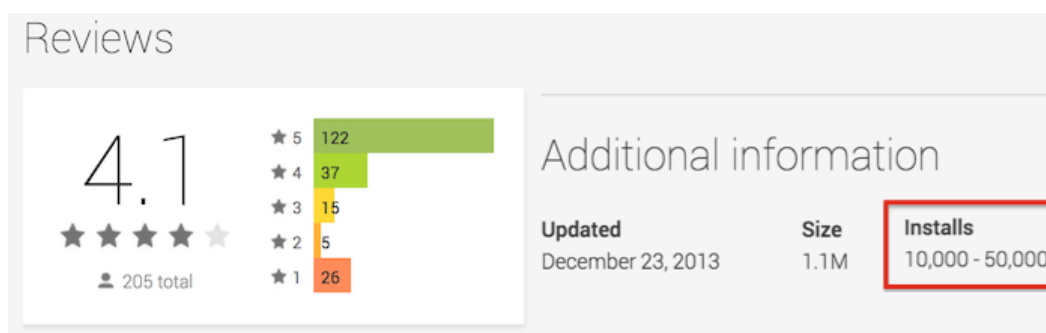 Reviews
4.1
205 total
5 122
4 37
3 15
2 5
1 26
Additional information
Updated
December 23, 2013
Size
1.1M
Installs
10,000 - 50,000